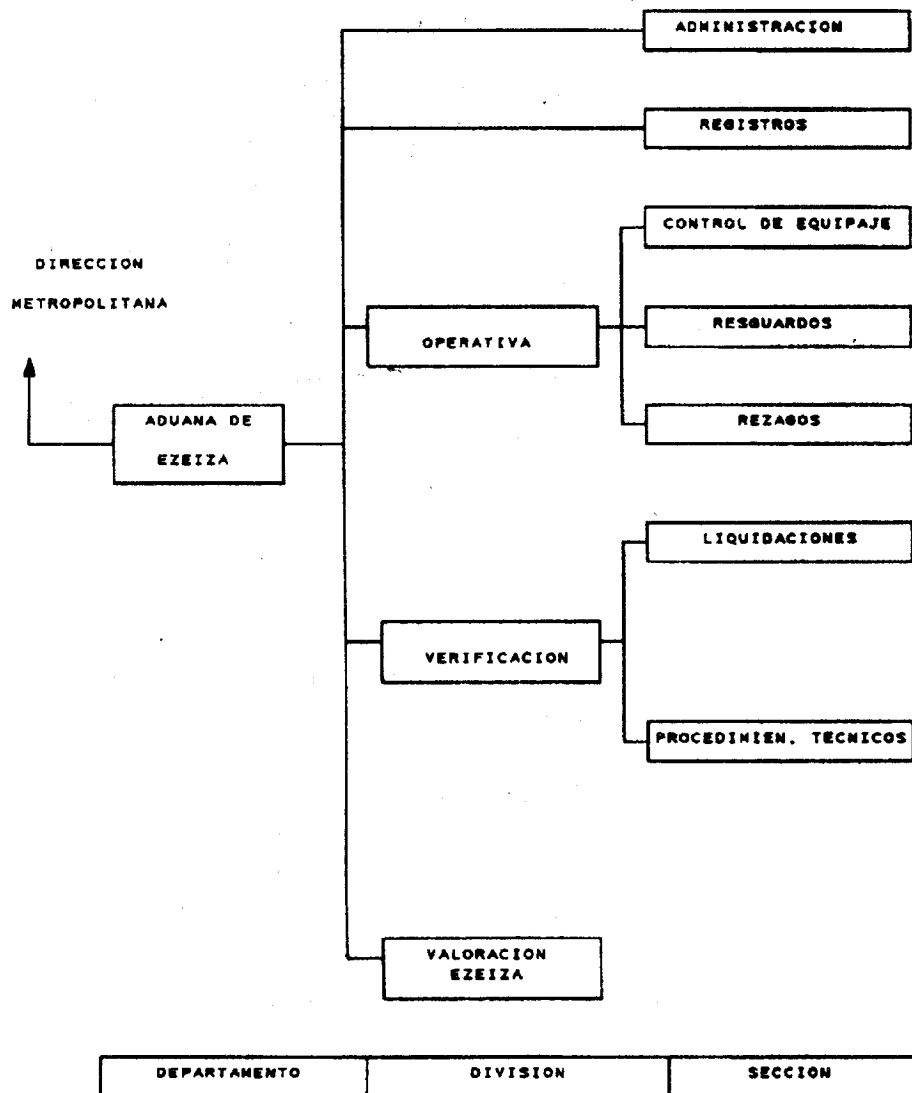 ADMINISTRACION
REGISTROS
CONTROL DE EQUIPAJE
DIRECCION
METROPOLITANA
RESGUARDOS
OPERATIVA
ADUANA DE
EZEIZA
REZAGOS
LIQUIDACIONES
VERIFICACION
PROCEDIMIEN. TECNICOS
VALORACION
EZEIZA
DEPARTAMENTO DIVISION SECCION